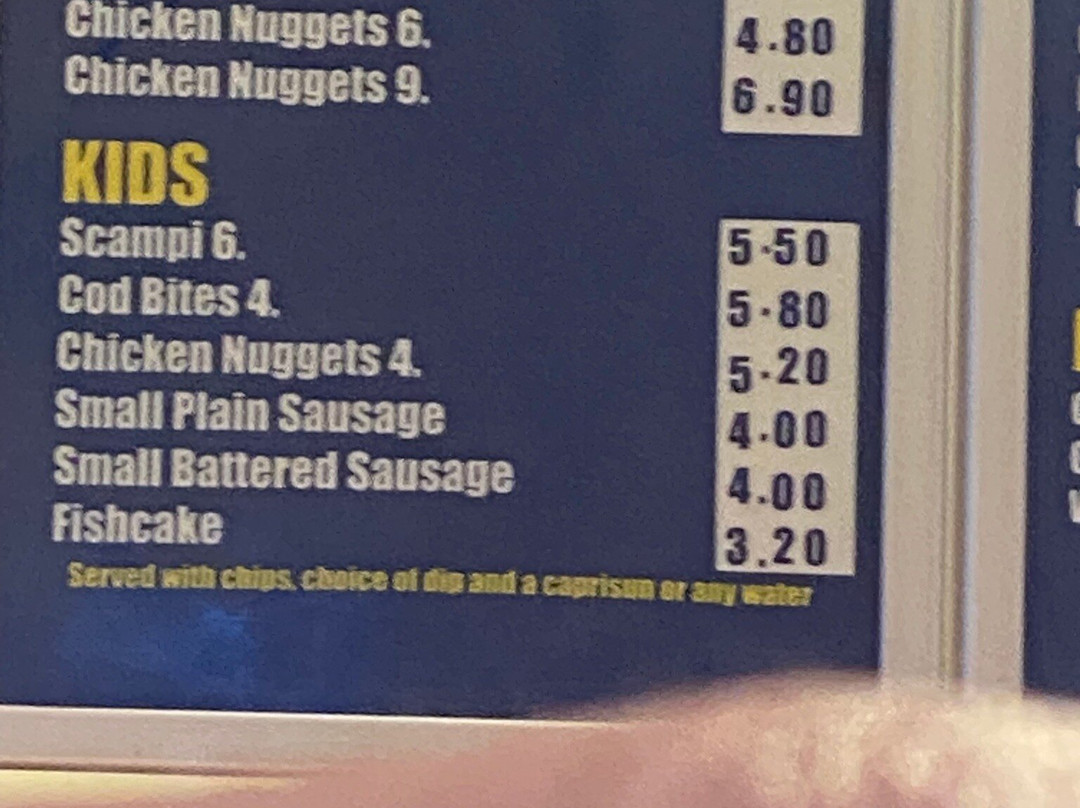 Chicken Nuggets 6. 4.80
Chicken Nuggets 9. 6.90
KIDS
Scampi 6. 5.50
Cod Bites 4. 5.80
Chicken Nuggets 4. 5.20
Small Plain Sausage 4.00
Small Battered Sausage 4.00
Fishcake 3.20
Served with chips, choice of dip and a caprisun or any water